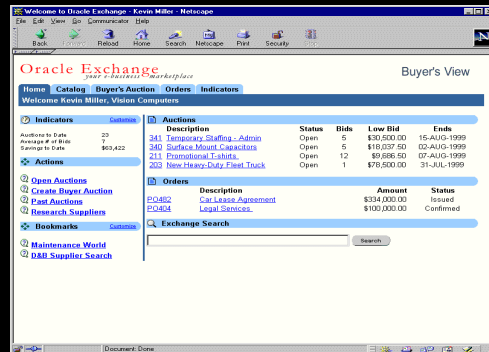 Welcome to Oracle Exchange - Kevin Miller - Netscape
File Edit View Go Communicator Help
Back Forward Reload Home Search Netscape Print Security Stop
Oracle Exchange
your e-business marketplace
Buyer's View
Home Catalog Buyer's Auction Orders Indicators
Welcome Kevin Miller, Vision Computers
Indicators Customize
Auctions to Date 23
Average # of Bids 7
Savings to Date $63,422
Actions
Open Auctions
Create Buyer Auction
Past Auctions
Research Suppliers
Bookmarks Customize
Maintenance World
D&B Supplier Search
Auctions
Description Status Bids Low Bid Ends
341 Temporary Staffing - Admin Open 5 $30,500.00 15-AUG-1999
340 Surface Mount Capacitors Open 5 $18,037.50 02-AUG-1999
211 Promotional T-shirts Open 12 $9,686.50 07-AUG-1999
203 New Heavy-Duty Fleet Truck Open 1 $78,500.00 31-JUL-1999
Orders
Description Amount Status
PO482 Car Lease Agreement $334,000.00 Issued
PO404 Legal Services $100,000.00 Confirmed
Exchange Search
Search
Document: Done